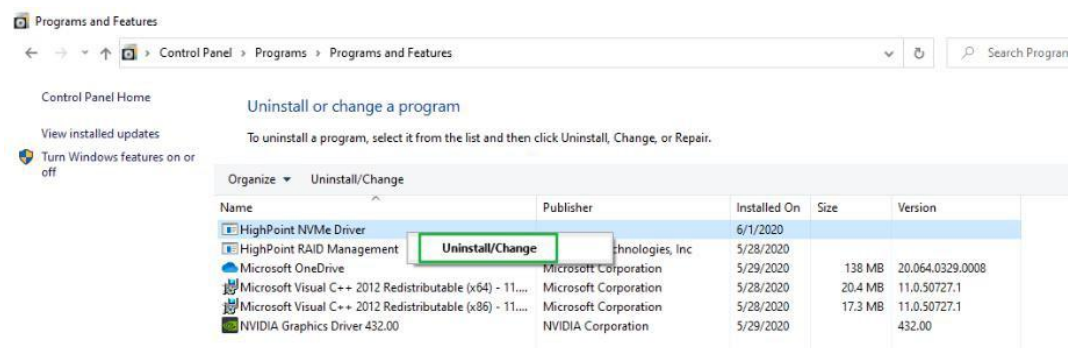 Programs and Features
Control Panel > Programs > Programs and Features
Search Program
Control Panel Home
View installed updates
Turn Windows features on or
off
Uninstall or change a program
To uninstall a program, select it from the list and then click Uninstall, Change, or Repair.
Organize Uninstall/Change
Name Publisher Installed On Size Version
HighPoint NVMe Driver 6/1/2020
HighPoint RAID Management hnologies, Inc 5/28/2020
Uninstall/Change
Microsoft OneDrive Microsoft Corporation 5/29/2020 138 MB 20.064.0329.0008
Microsoft Visual C++ 2012 Redistributable (x64) - 11.... Microsoft Corporation 5/28/2020 20.4 MB 11.0.50727.1
Microsoft Visual C++ 2012 Redistributable (x86) - 11.... Microsoft Corporation 5/28/2020 17.3 MB 11.0.50727.1
NVIDIA Graphics Driver 432.00 NVIDIA Corporation 5/29/2020 432.00